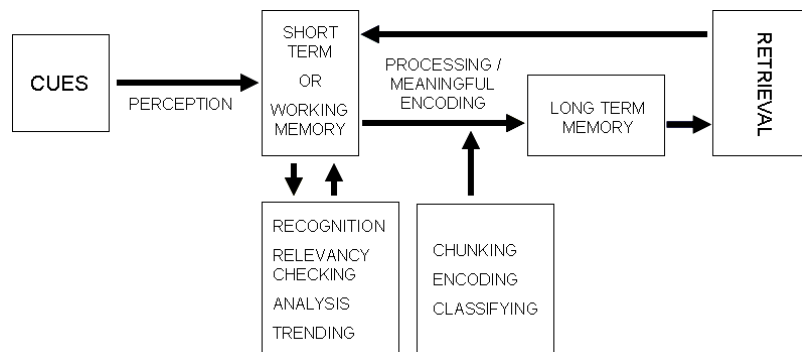 CUES
PERCEPTION
SHORT
TERM
OR
WORKING
MEMORY
PROCESSING /
MEANINGFUL
ENCODING
LONG TERM
MEMORY
RETRIEVAL
RECOGNITION
RELEVANCY
CHECKING
ANALYSIS
TRENDING
CHUNKING
ENCODING
CLASSIFYING